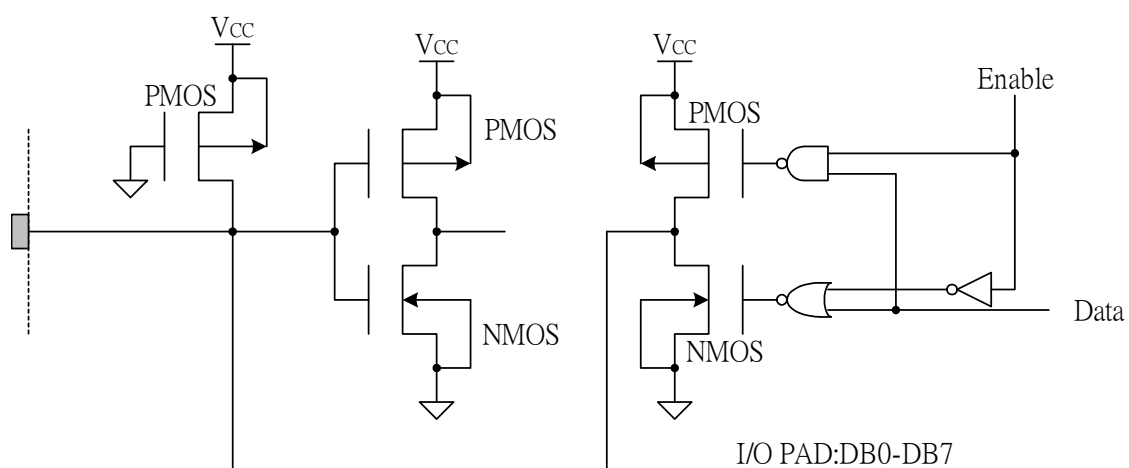 VCC
PMOS
VCC
PMOS
NMOS
VCC
PMOS
NMOS
Enable
Data
I/O PAD:DB0-DB7